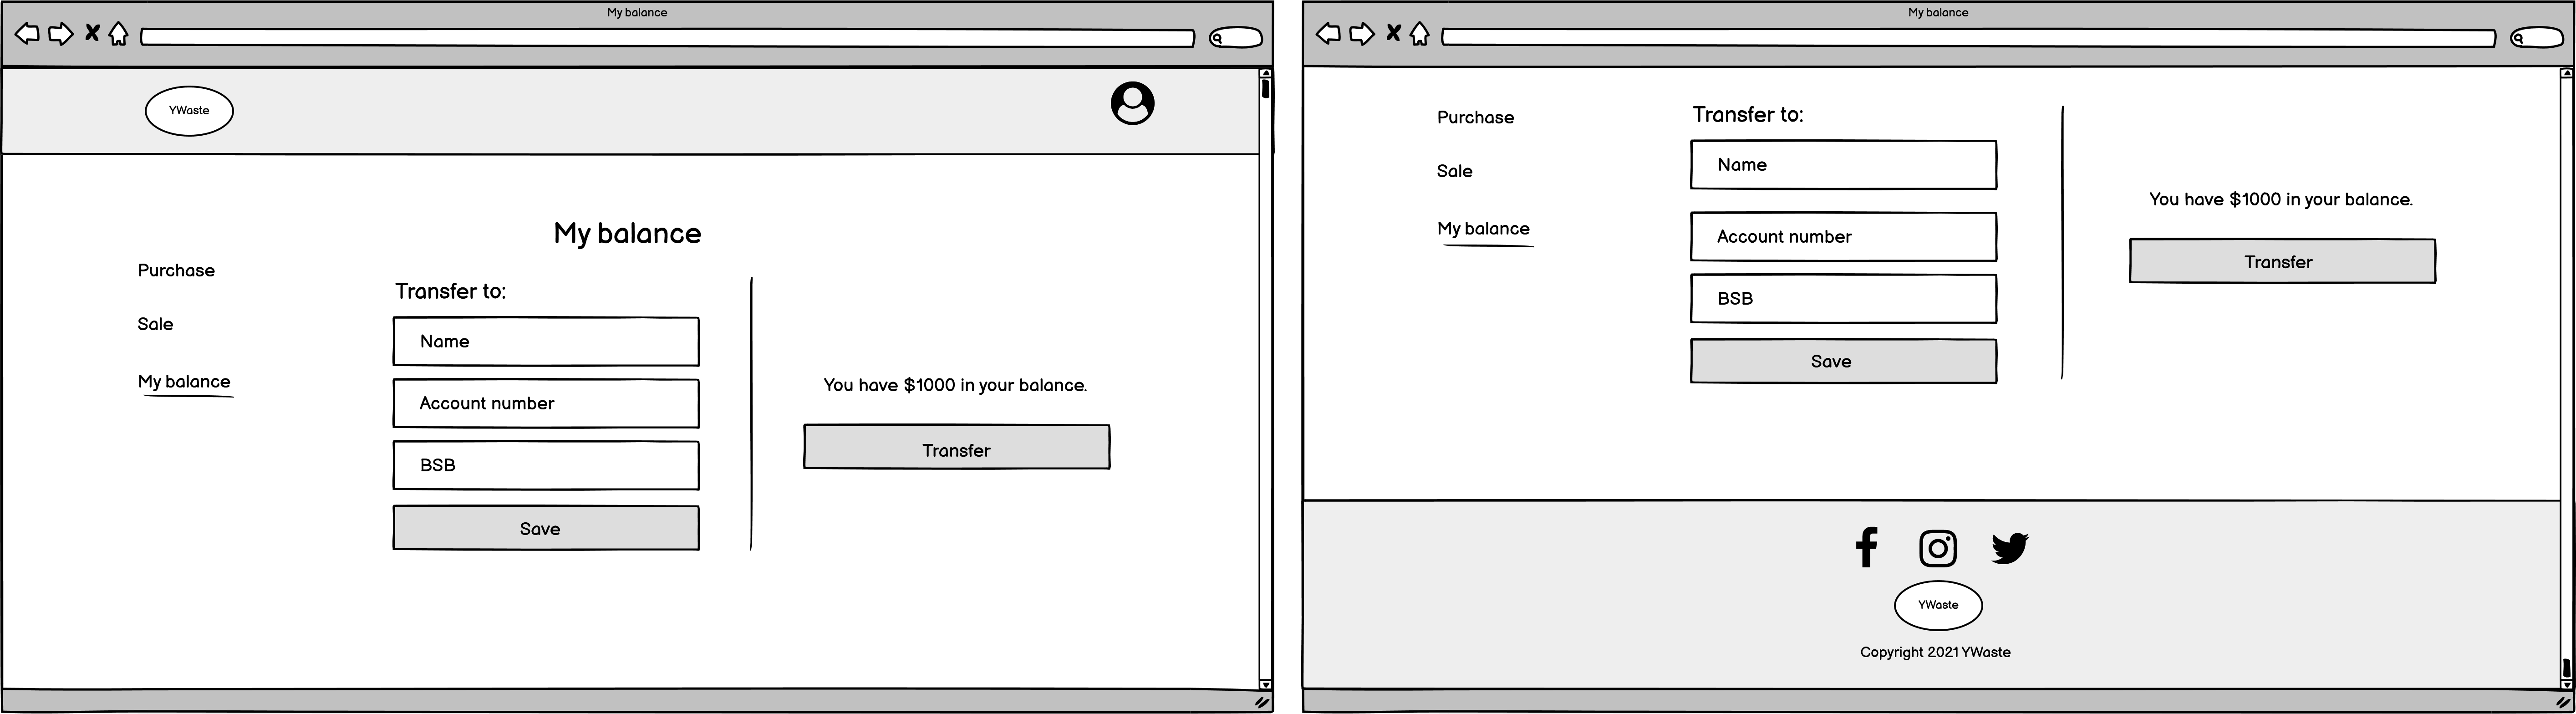 My balance
YWaste
My balance
Purchase
Sale
My balance
Transfer to:
Name
Account number
BSB
Save
You have $1000 in your balance.
Transfer
My balance
Purchase
Sale
My balance
Transfer to:
Name
Account number
BSB
Save
You have $1000 in your balance.
Transfer
YWaste
Copyright 2021 YWaste